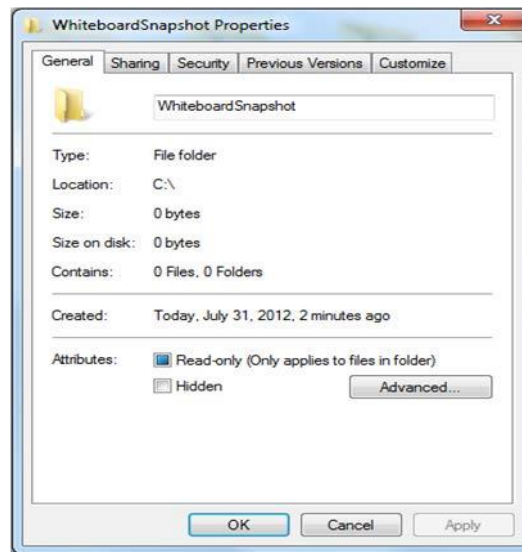 WhiteboardSnapshot Properties
General Sharing Security Previous Versions Customize
WhiteboardSnapshot
Type: File folder
Location: C:\
Size: 0 bytes
Size on disk: 0 bytes
Contains: 0 Files, 0 Folders
Created: Today, July 31, 2012, 2 minutes ago
Attributes: Read-only (Only applies to files in folder)
Hidden Advanced...
OK Cancel Apply